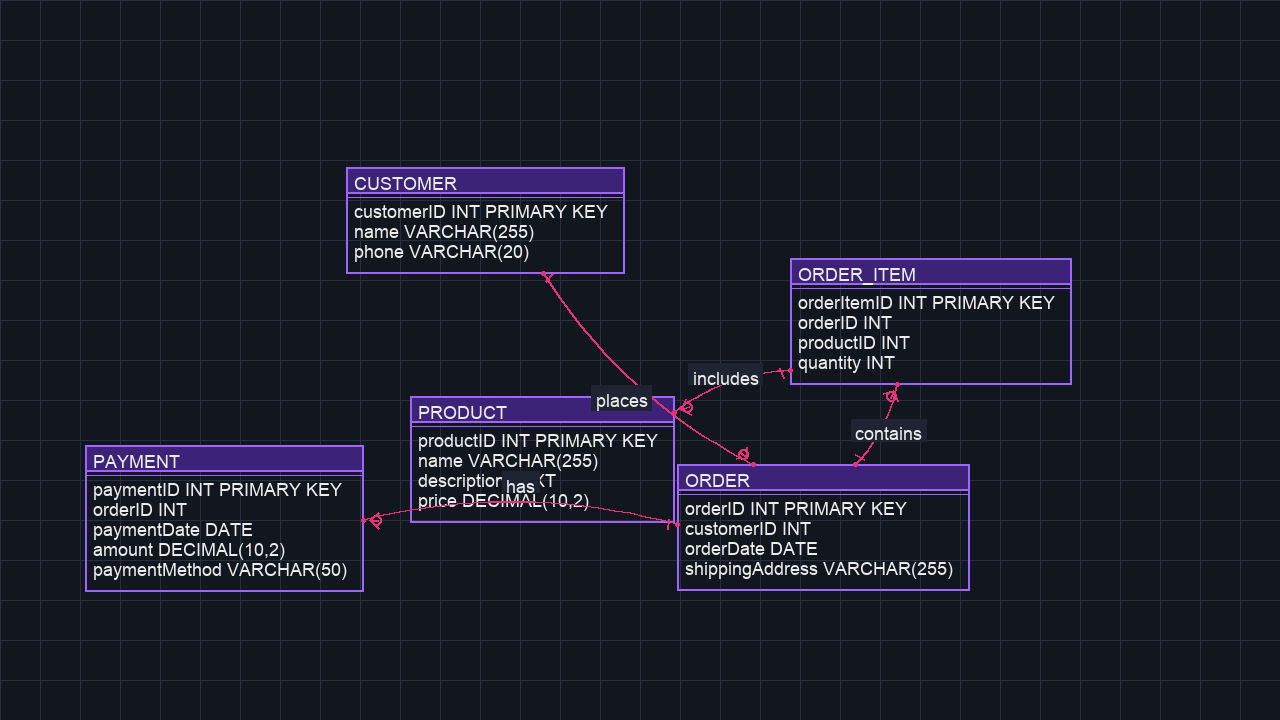 CUSTOMER
customerID INT PRIMARY KEY
name VARCHAR(255)
phone VARCHAR(20)
ORDER_ITEM
orderItemID INT PRIMARY KEY
orderID INT
productID INT
quantity INT
includes
places
PRODUCT
productID INT PRIMARY KEY
name VARCHAR(255)
description
price DECIMAL(10,2)
has
contains
PAYMENT
paymentID INT PRIMARY KEY
orderID INT
paymentDate DATE
amount DECIMAL(10,2)
paymentMethod VARCHAR(50)
ORDER
orderID INT PRIMARY KEY
customerID INT
orderDate DATE
shippingAddress VARCHAR(255)